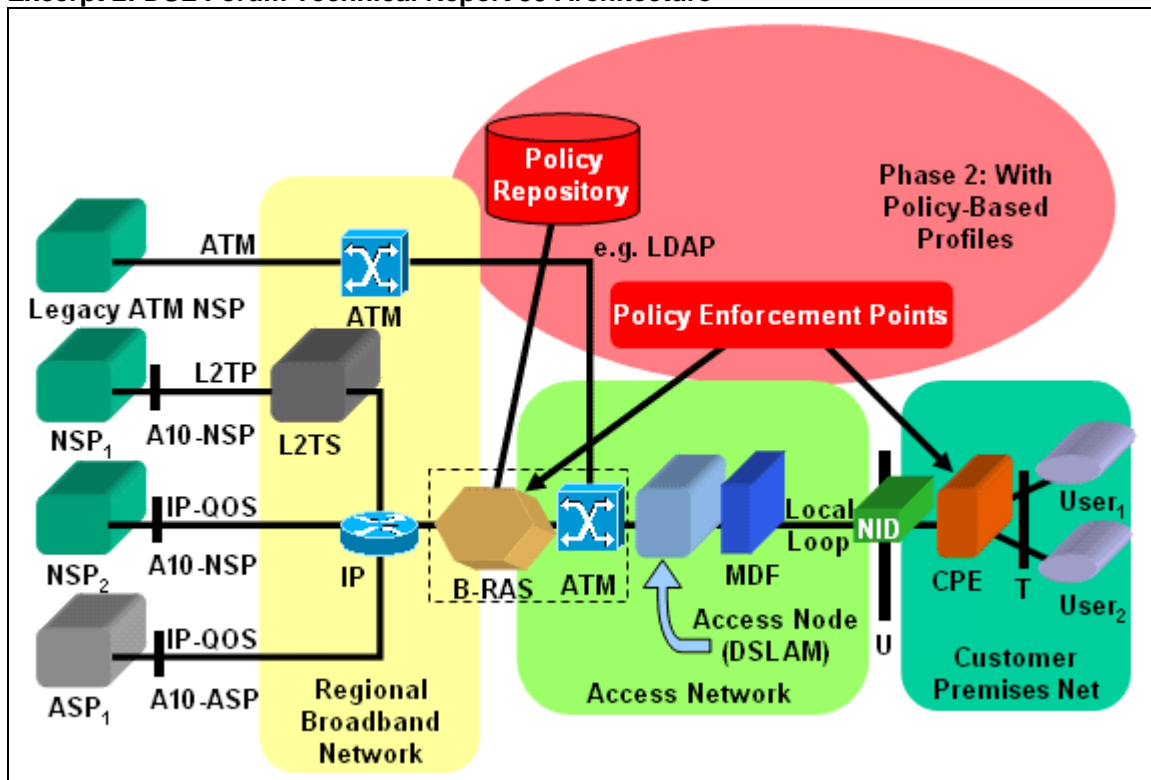 DSL Forum Technical Report Architecture
Policy
Repository
Phase 2: With
Policy-Based
Profiles
ATM
e.g. LDAP
Legacy ATM NSP
ATM
Policy Enforcement Points
L2TP
NSP1
A10-NSP
L2TS
IP-QOS
NSP2
A10-NSP
IP
B-RAS
ATM
MDF
Local
Loop
NID
CPE
T
User1
User2
Access Node
(DSLAM)
U
IP-QOS
ASP1
A10-ASP
Regional
Broadband
Network
Access Network
Customer
Premises Net